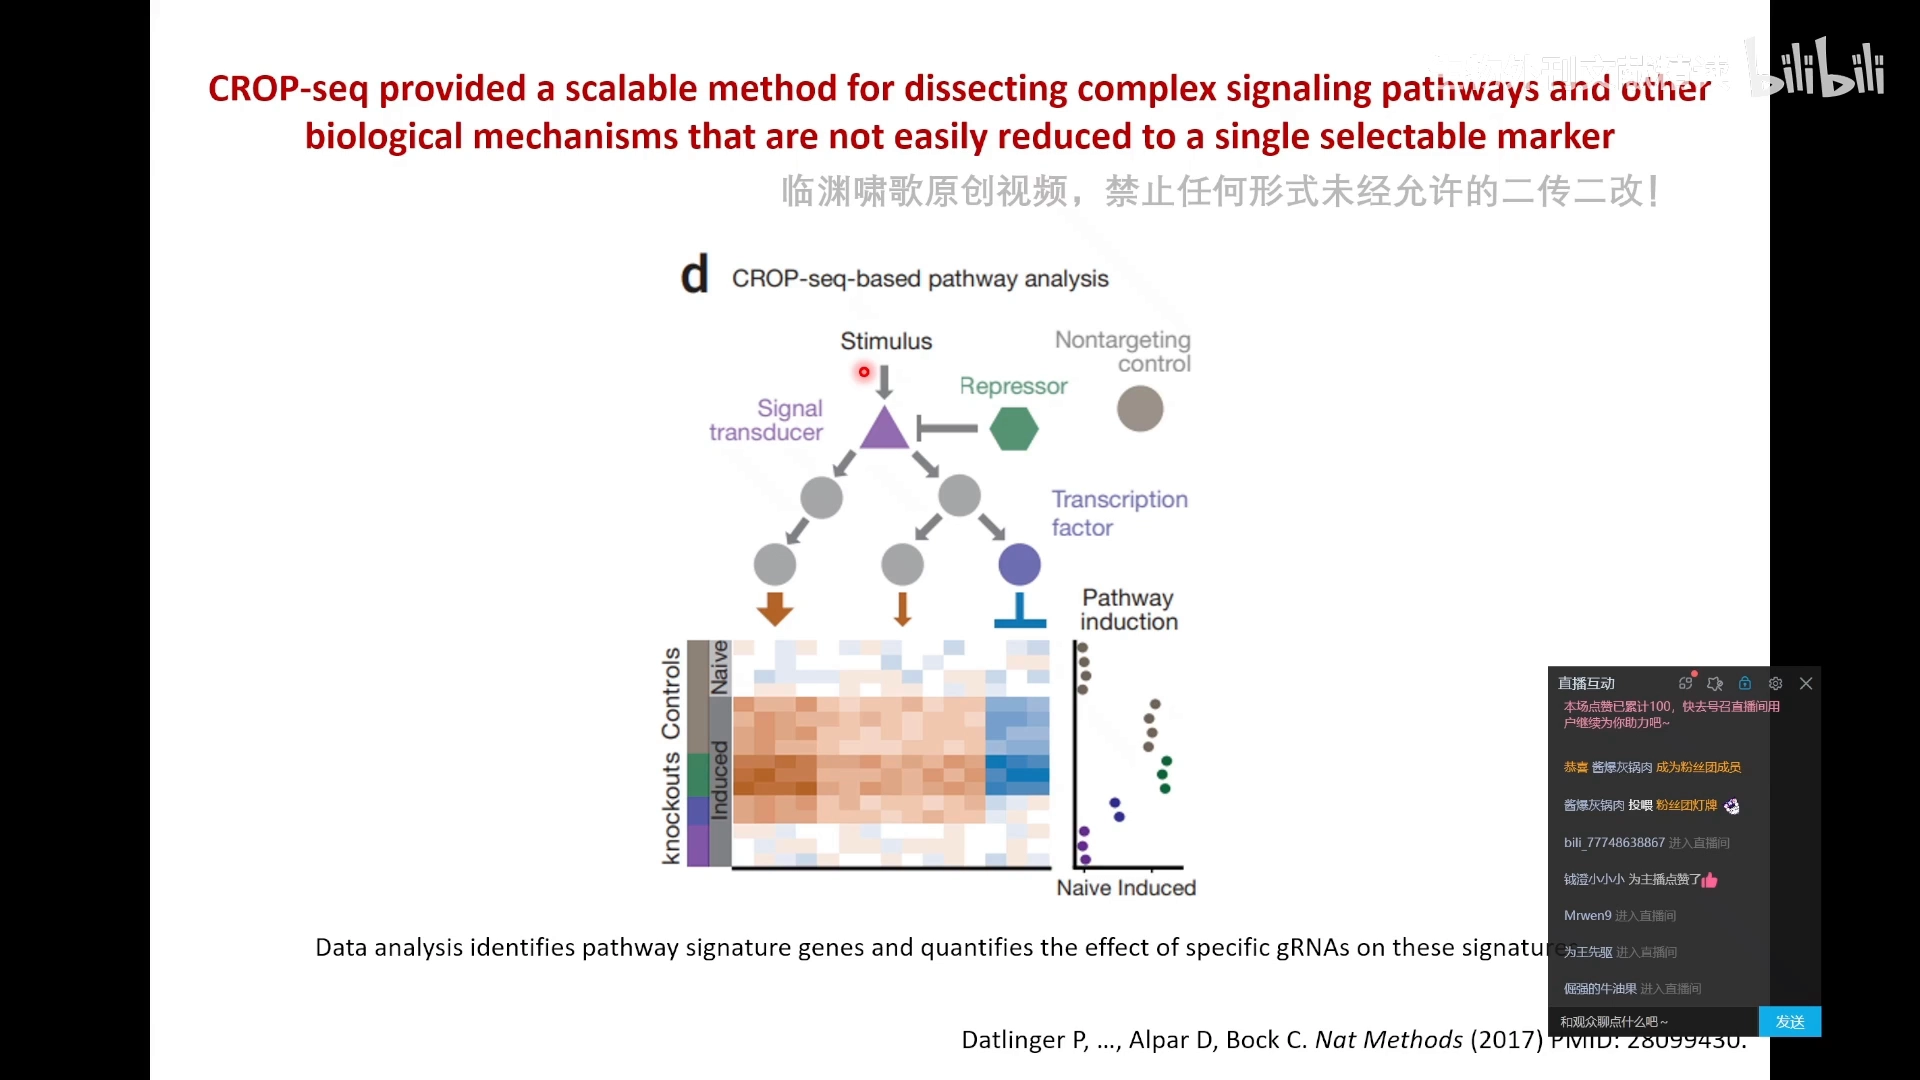 CROP-seq provided a scalable method for dissecting complex signaling pathways and other
biological mechanisms that are not easily reduced to a single selectable marker
bilibili
临渊啸歌原创视频，禁止任何形式未经允许的二传二改！
d CROP-seq-based pathway analysis
Stimulus
Nontargeting
control
Repressor
Signal
transducer
Transcription
factor
Pathway
induction
Controls
knockouts
Naive
Induced
Naive Induced
Data analysis identifies pathway signature genes and quantifies the effect of specific gRNAs on these signatures
Datlinger P, …, Alpar D, Bock C. Nat Methods (2017) PMID: 28099430.
直播互动
本场点赞已累计100，快去号召直播间用
户继续为你助力吧~
恭喜 酱爆灰锅肉 成为粉丝团成员
酱爆灰锅肉 投喂 粉丝团灯牌
bili_77748638867 进入直播间
钺澄小小小 为主播点赞了
Mrwen9 进入直播间
为王先驱 进入直播间
倔强的牛油果 进入直播间
和观众聊点什么吧~
发送